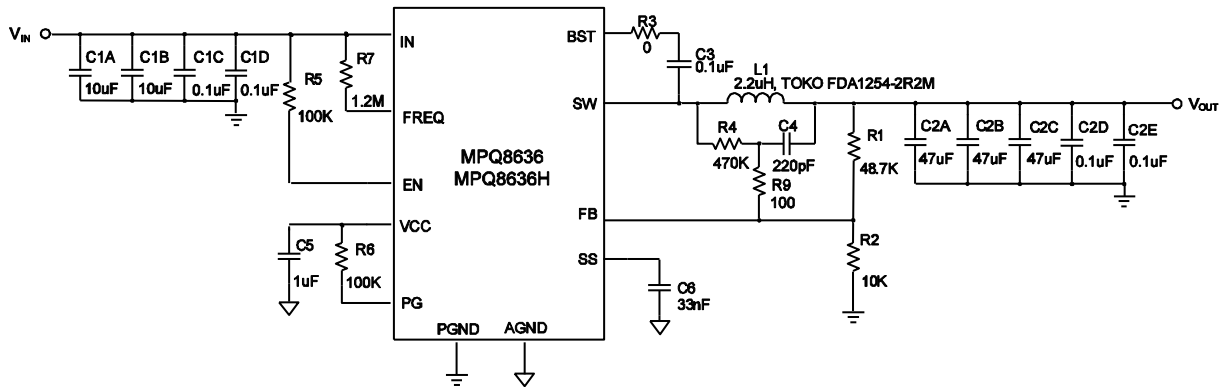 VIN
C1A
10uF
C1B
10uF
C1C
0.1uF
C1D
0.1uF
R5
100K
R7
1.2M
IN
FREQ
EN
VCC
PG
PGND
AGND
MPQ8636
MPQ8636H
BST
SW
FB
SS
C5
1uF
R6
100K
R3
0
C3
0.1uF
L1
2.2uH, TOKO FDA1254-2R2M
R4
470K
C4
220pF
R9
100
R1
48.7K
R2
10K
C6
33nF
C2A
47uF
C2B
47uF
C2C
47uF
C2D
0.1uF
C2E
0.1uF
VOUT